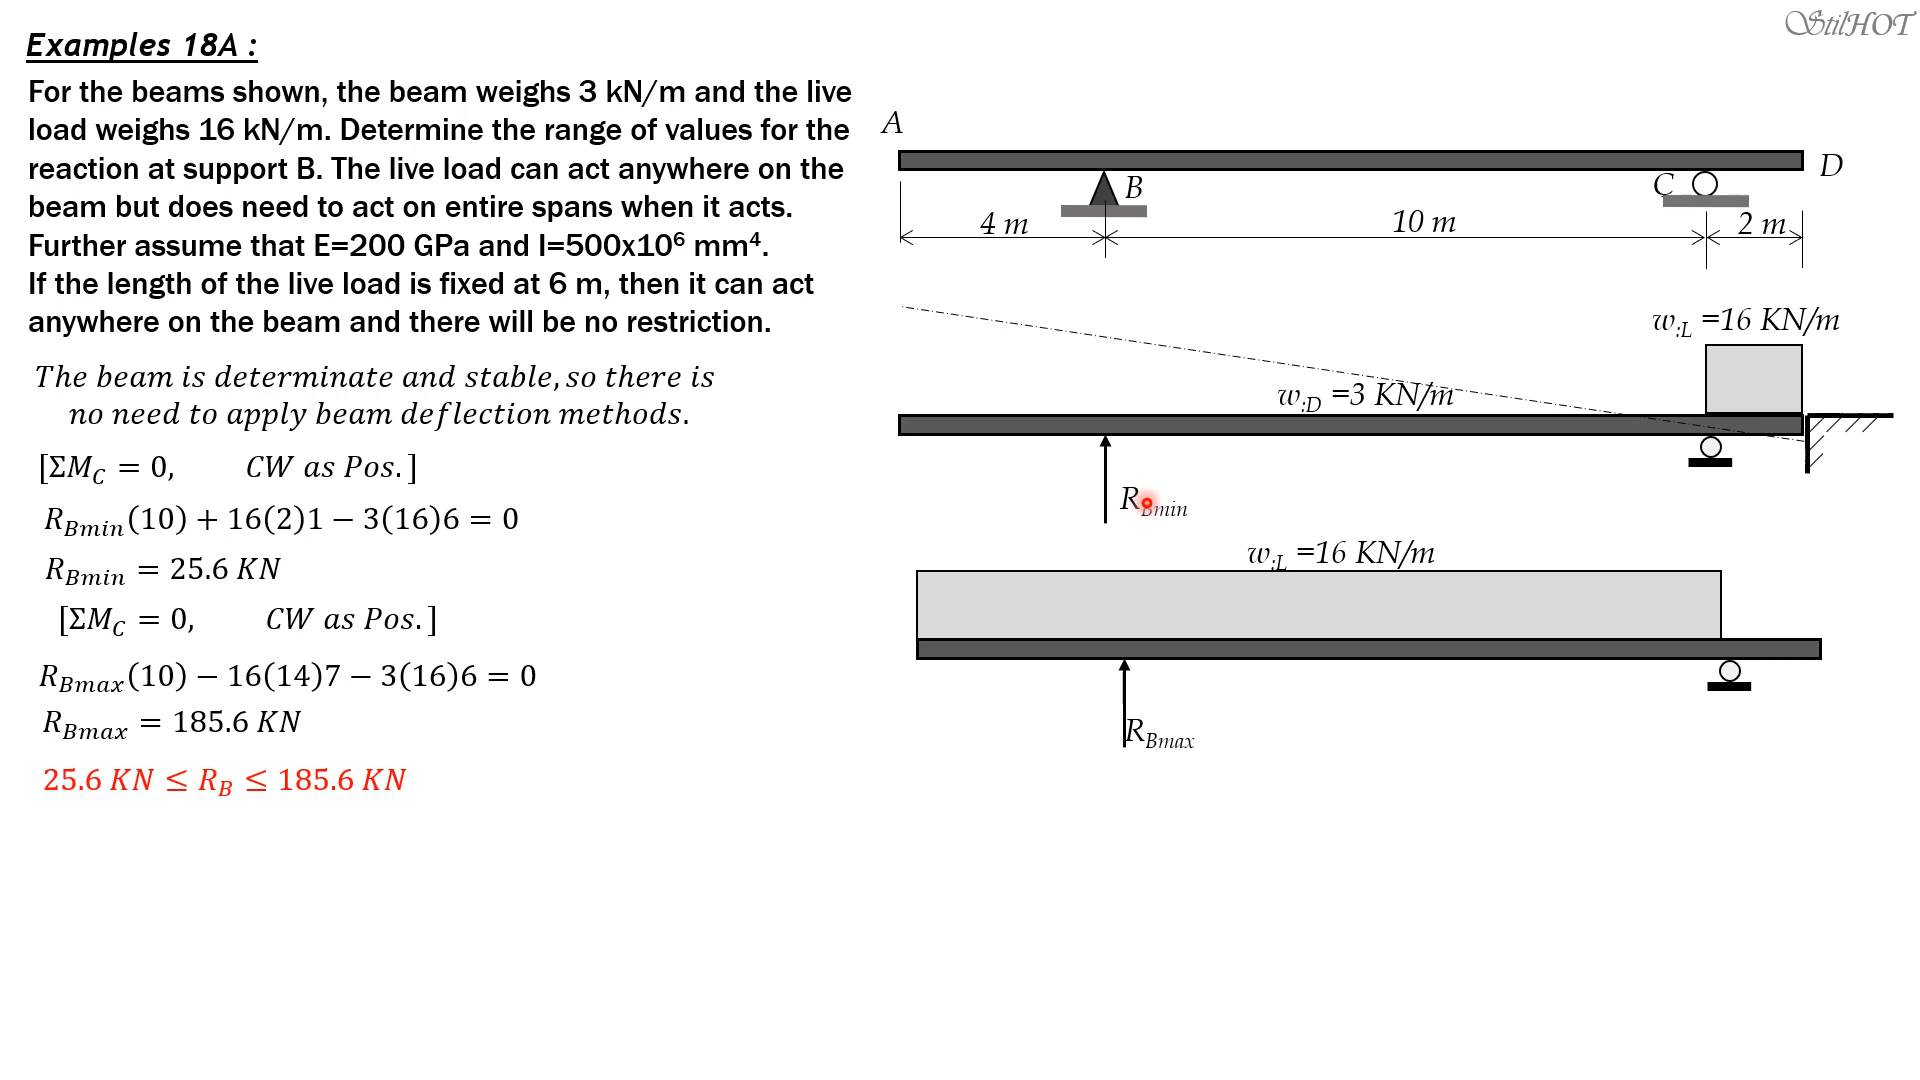 StilHOT
Examples 18A :
For the beams shown, the beam weighs 3 kN/m and the live
load weighs 16 kN/m. Determine the range of values for the
reaction at support B. The live load can act anywhere on the
beam but does need to act on entire spans when it acts.
Further assume that E=200 GPa and I=500x10⁶ mm⁴.
If the length of the live load is fixed at 6 m, then it can act
anywhere on the beam and there will be no restriction.
The beam is determinate and stable, so there is
no need to apply beam deflection methods.
[ΣM_C = 0, CW as Pos. ]
R_Bmin(10) + 16(2)1 − 3(16)6 = 0
R_Bmin = 25.6 KN
[ΣM_C = 0, CW as Pos. ]
R_Bmax(10) − 16(14)7 − 3(16)6 = 0
R_Bmax = 185.6 KN
25.6 KN ≤ R_B ≤ 185.6 KN
A
D
B
C
4 m
10 m
2 m
w_:L =16 KN/m
w_:D =3 KN/m
R_Bmin
w_:L =16 KN/m
R_Bmax